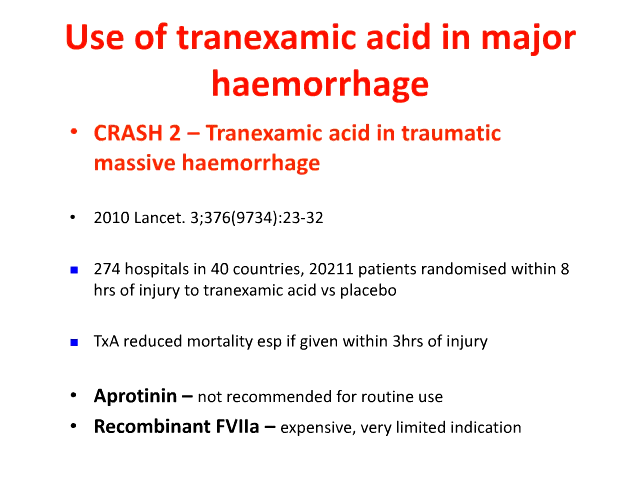 Use of tranexamic acid in major
haemorrhage
• CRASH 2 – Tranexamic acid in traumatic
massive haemorrhage
• 2010 Lancet. 3;376(9734):23-32
■ 274 hospitals in 40 countries, 20211 patients randomised within 8
hrs of injury to tranexamic acid vs placebo
■ TxA reduced mortality esp if given within 3hrs of injury
• Aprotinin – not recommended for routine use
• Recombinant FVIIa – expensive, very limited indication